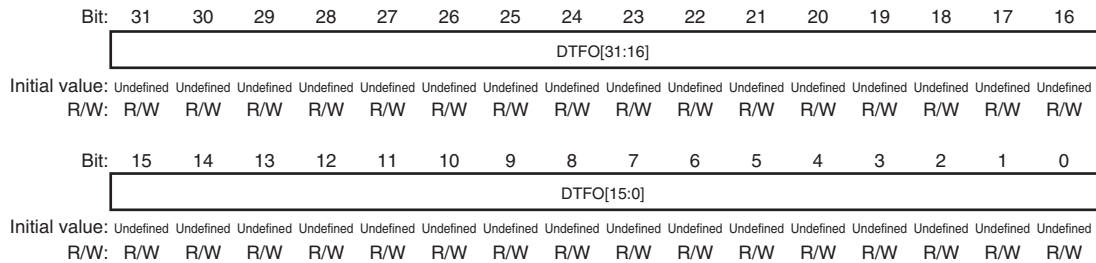 Bit: 31 30 29 28 27 26 25 24 23 22 21 20 19 18 17 16
DTFO[31:16]
Initial value: Undefined Undefined Undefined Undefined Undefined Undefined Undefined Undefined Undefined Undefined Undefined Undefined Undefined Undefined Undefined Undefined
R/W: R/W R/W R/W R/W R/W R/W R/W R/W R/W R/W R/W R/W R/W R/W R/W R/W
Bit: 15 14 13 12 11 10 9 8 7 6 5 4 3 2 1 0
DTFO[15:0]
Initial value: Undefined Undefined Undefined Undefined Undefined Undefined Undefined Undefined Undefined Undefined Undefined Undefined Undefined Undefined Undefined Undefined
R/W: R/W R/W R/W R/W R/W R/W R/W R/W R/W R/W R/W R/W R/W R/W R/W R/W